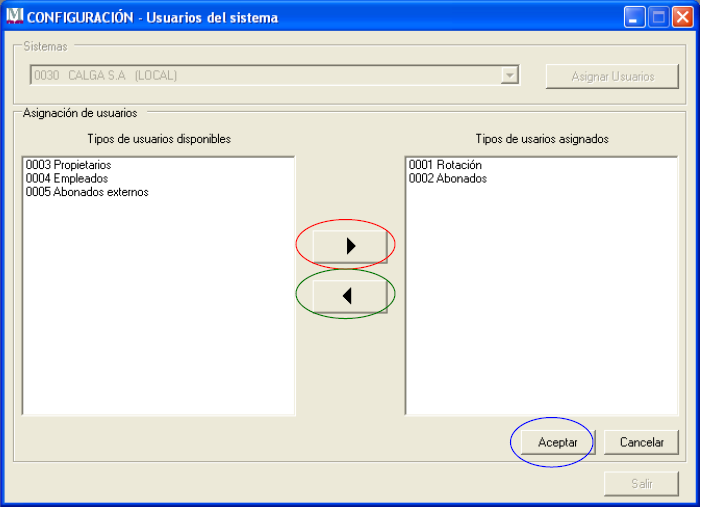 M CONFIGURACIÓN - Usuarios del sistema
Sistemas
0030 CALGA S.A. (LOCAL)
Asignar Usuarios
Asignación de usuarios
Tipos de usuarios disponibles
Tipos de usarios asignados
0003 Propietarios
0004 Empleados
0005 Abonados externos
0001 Rotación
0002 Abonados
Aceptar
Cancelar
Salir